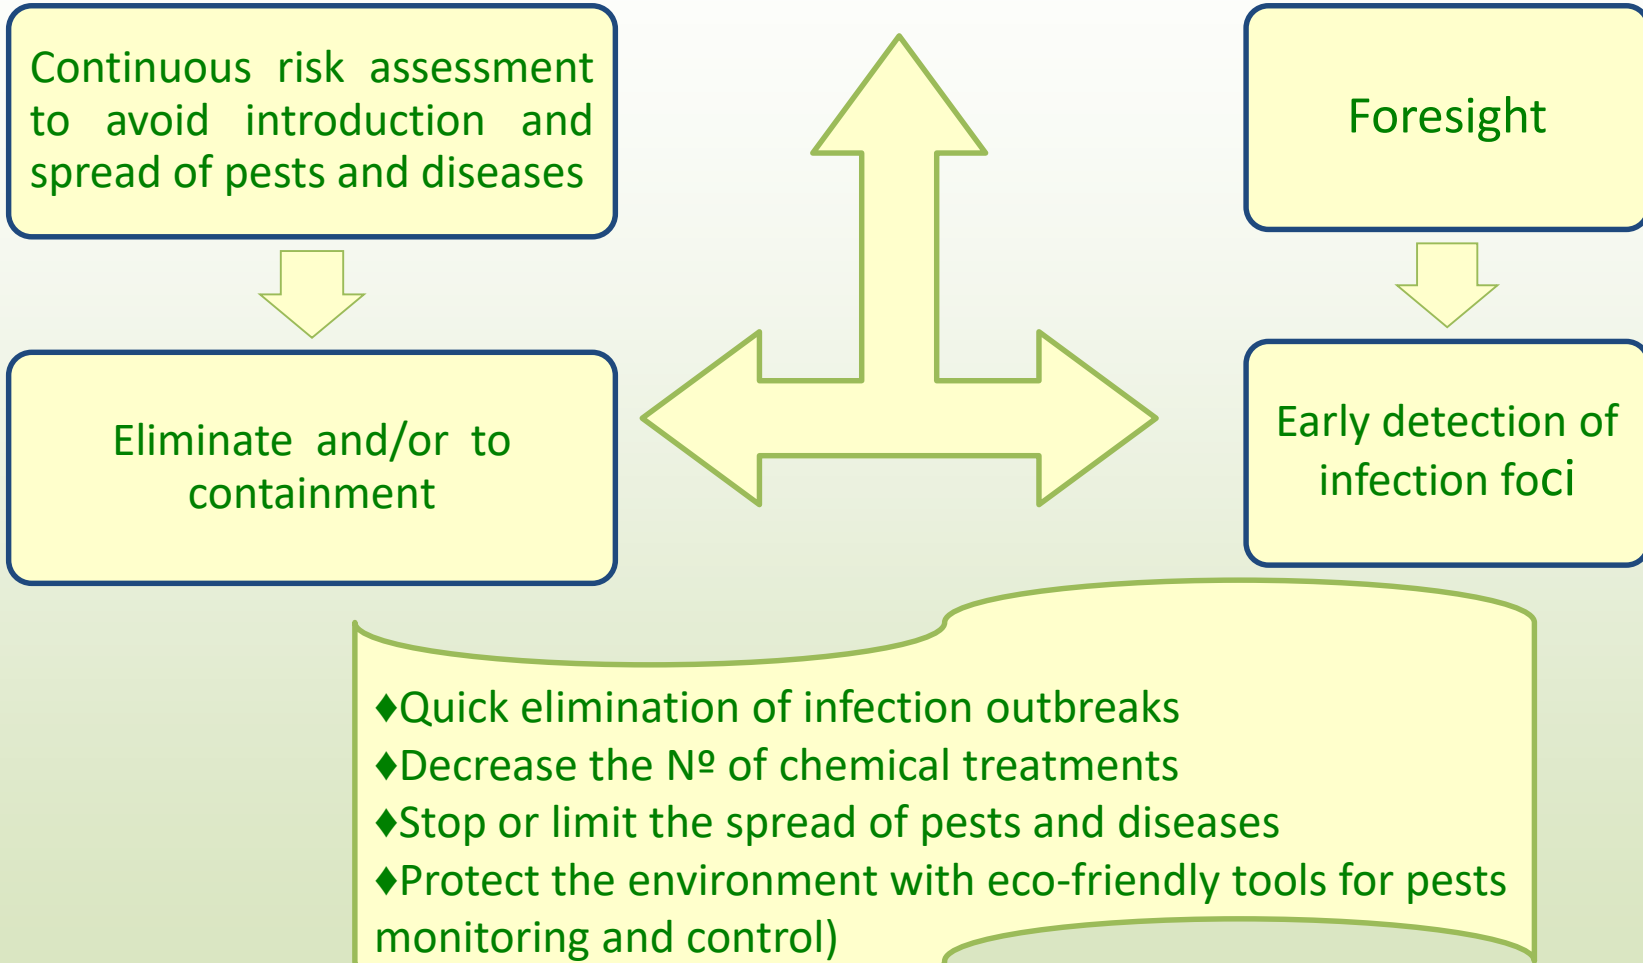 Continuous risk assessment
to avoid introduction and
spread of pests and diseases
Foresight
Eliminate and/or to
containment
Early detection of
infection foci
♦Quick elimination of infection outbreaks
♦Decrease the Nº of chemical treatments
♦Stop or limit the spread of pests and diseases
♦Protect the environment with eco-friendly tools for pests
monitoring and control)